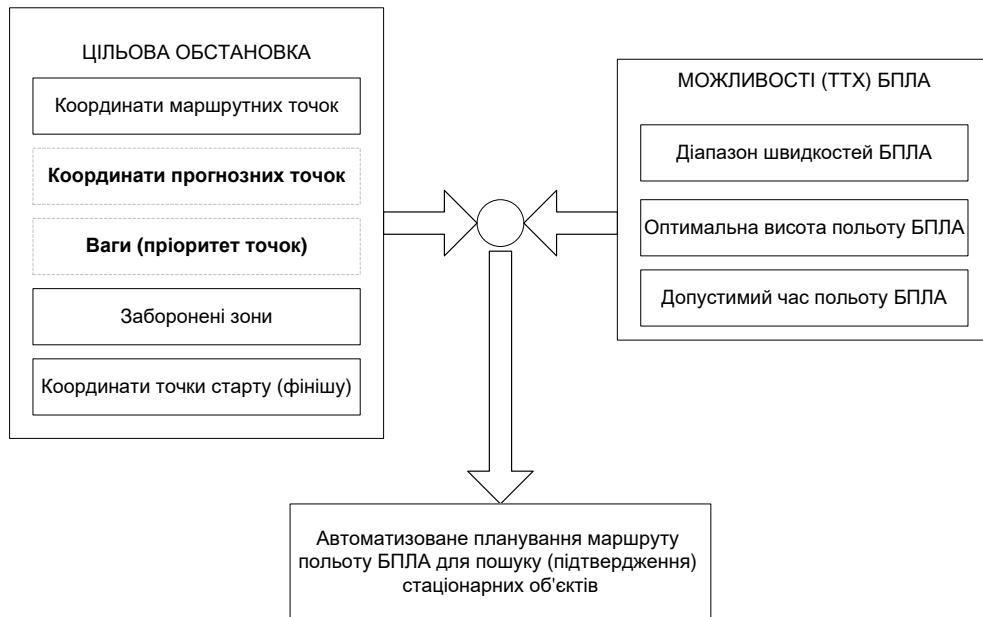 ЦІЛЬОВА ОБСТАНОВКА
Координати маршрутних точок
Координати прогнозних точок
Ваги (пріоритет точок)
Заборонені зони
Координати точки старту (фінішу)
МОЖЛИВОСТІ (ТТХ) БПЛА
Діапазон швидкостей БПЛА
Оптимальна висота польоту БПЛА
Допустимий час польоту БПЛА
Автоматизоване планування маршруту
польоту БПЛА для пошуку (підтвердження)
стаціонарних об'єктів